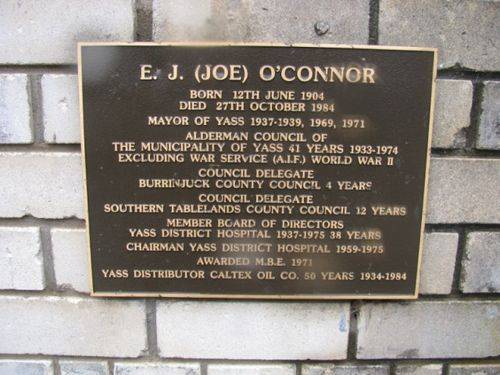 E. J. (JOE) O'CONNOR
BORN 12TH JUNE 1904
DIED 27TH OCTOBER 1984
MAYOR OF YASS 1937-1939, 1969, 1971
ALDERMAN COUNCIL OF
THE MUNICIPALITY OF YASS 41 YEARS 1933-1974
EXCLUDING WAR SERVICE (A.I.F.) WORLD WAR II
COUNCIL DELEGATE
BURRINJUCK COUNTY COUNCIL 4 YEARS
COUNCIL DELEGATE
SOUTHERN TABLELANDS COUNTY COUNCIL 12 YEARS
MEMBER BOARD OF DIRECTORS
YASS DISTRICT HOSPITAL 1937-1975 38 YEARS
CHAIRMAN YASS DISTRICT HOSPITAL 1959-1975
AWARDED M.B.E. 1971
YASS DISTRIBUTOR CALTEX OIL CO. 50 YEARS 1934-1984